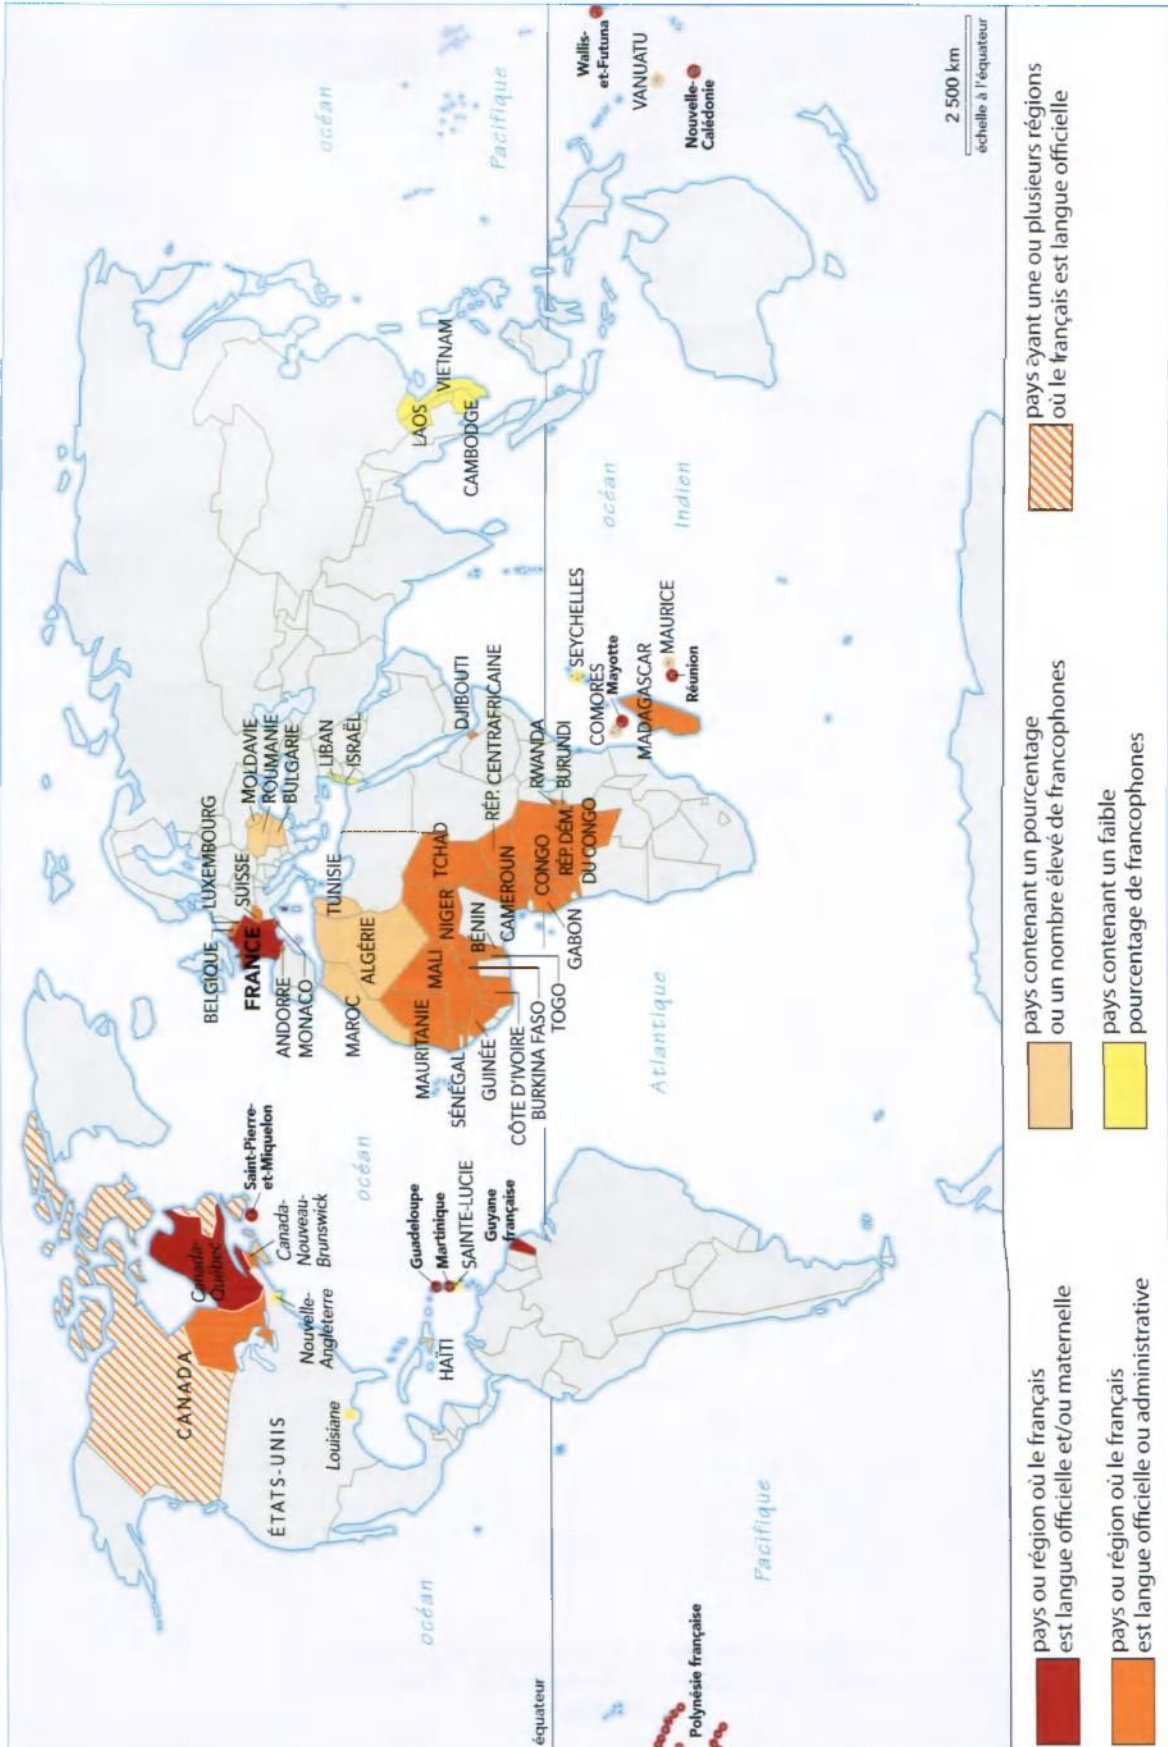 océan
Pacifique
Wallis-
et-Futuna
VANUATU
Nouvelle-
Calédonie
2 500 km
échelle à l'équateur
LAOS
VIETNAM
CAMBODGE
océan
Indien
SEYCHELLES
COMORES
Mayotte
MADAGASCAR
MAURICE
Réunion
MOLDAVIE
ROUMANIE
BULGARIE
LIBAN
ISRAËL
DJIBOUTI
RÉP. CENTRAFRICAINE
RWANDA
BURUNDI
LUXEMBOURG
SUISSE
BELGIQUE
FRANCE
ANDORRE
MONACO
TUNISIE
ALGÉRIE
MAROC
TCHAD
NIGER
MALI
MAURITANIE
BÉNIN
CAMEROUN
CONGO
RÉP. DÉM.
DU CONGO
GABON
SÉNÉGAL
GUINÉE
CÔTE D'IVOIRE
BURKINA FASO
TOGO
océan
Atlantique
Saint-Pierre-
et-Miquelon
Canada-
Québec
Canada-
Nouveau-
Brunswick
Nouvelle-
Angleterre
CANADA
ÉTATS-UNIS
Louisiane
HAÏTI
Guadeloupe
Martinique
SAINTE-LUCIE
Guyane
française
océan
Pacifique
équateur
Polynésie française
pays ou région où le français
est langue officielle et/ou maternelle
pays ou région où le français
est langue officielle ou administrative
pays contenant un pourcentage
ou un nombre élevé de francophones
pays contenant un faible
pourcentage de francophones
pays ayant une ou plusieurs régions
où le français est langue officielle